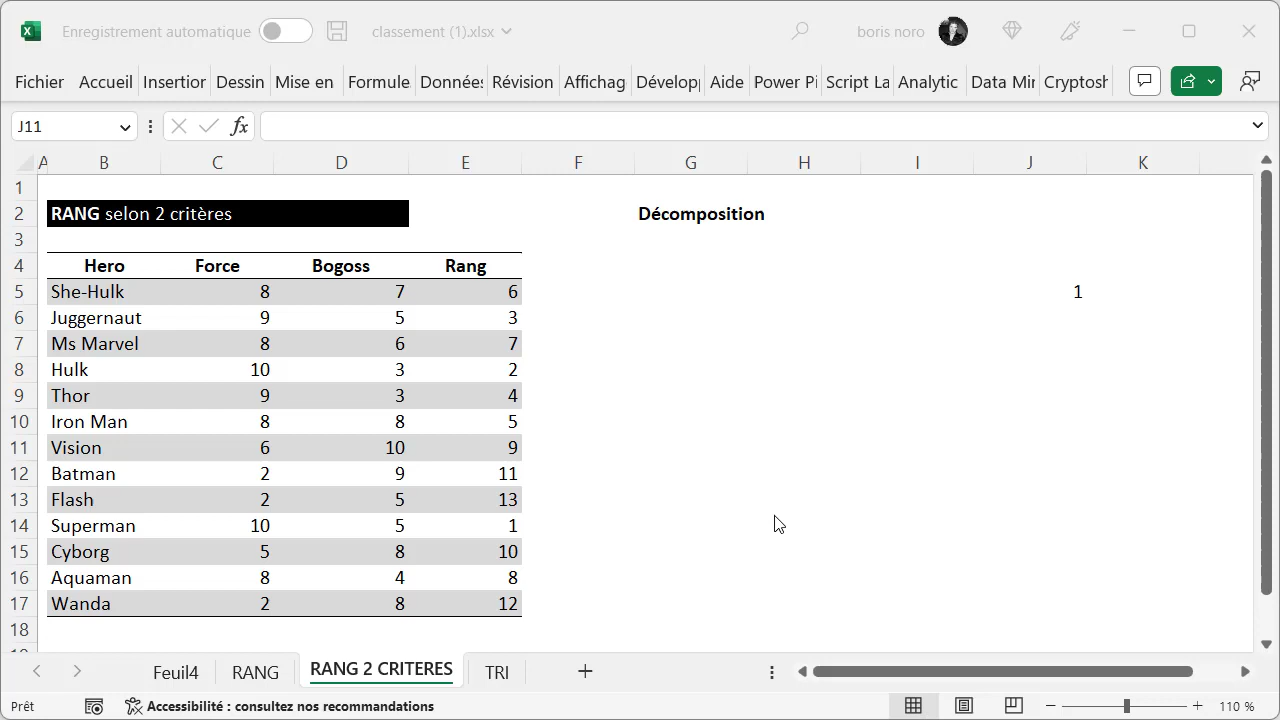 Enregistrement automatique classement (1).xlsx boris noro
Fichier Accueil Insertior Dessin Mise en Formule Données Révision Affichag Dévelop Aide Power Pi Script La Analytic Data Mir Cryptosh
J11 fx
A B C D E F G H I J K
1
2 RANG selon 2 critères Décomposition
3
4 Hero Force Bogoss Rang
5 She-Hulk 8 7 6 1
6 Juggernaut 9 5 3
7 Ms Marvel 8 6 7
8 Hulk 10 3 2
9 Thor 9 3 4
10 Iron Man 8 8 5
11 Vision 6 10 9
12 Batman 2 9 11
13 Flash 2 5 13
14 Superman 10 5 1
15 Cyborg 5 8 10
16 Aquaman 8 4 8
17 Wanda 2 8 12
18
Feuil4 RANG RANG 2 CRITERES TRI
Prêt Accessibilité : consultez nos recommandations 110 %